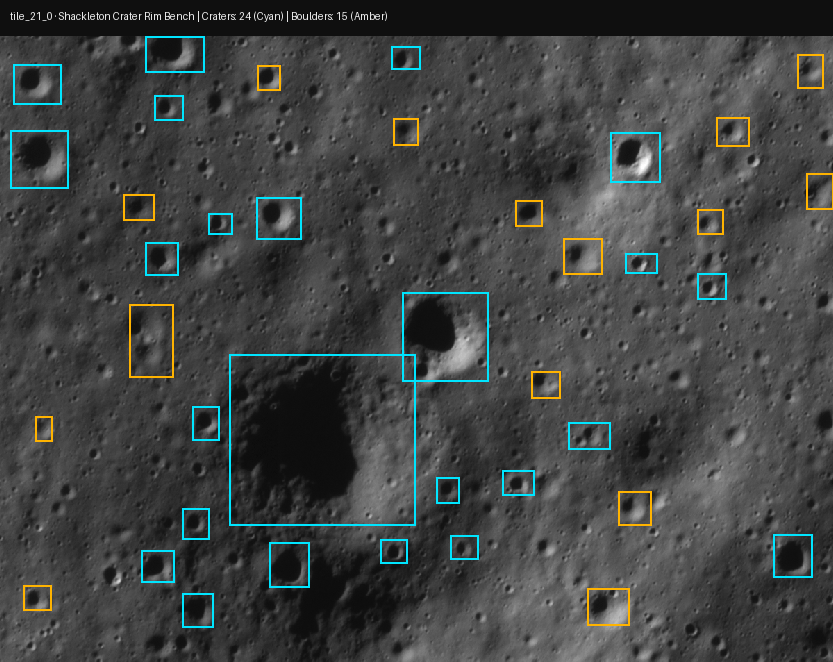 tile_21_0 · Shackleton Crater Rim Bench | Craters: 24 (Cyan) | Boulders: 15 (Amber)